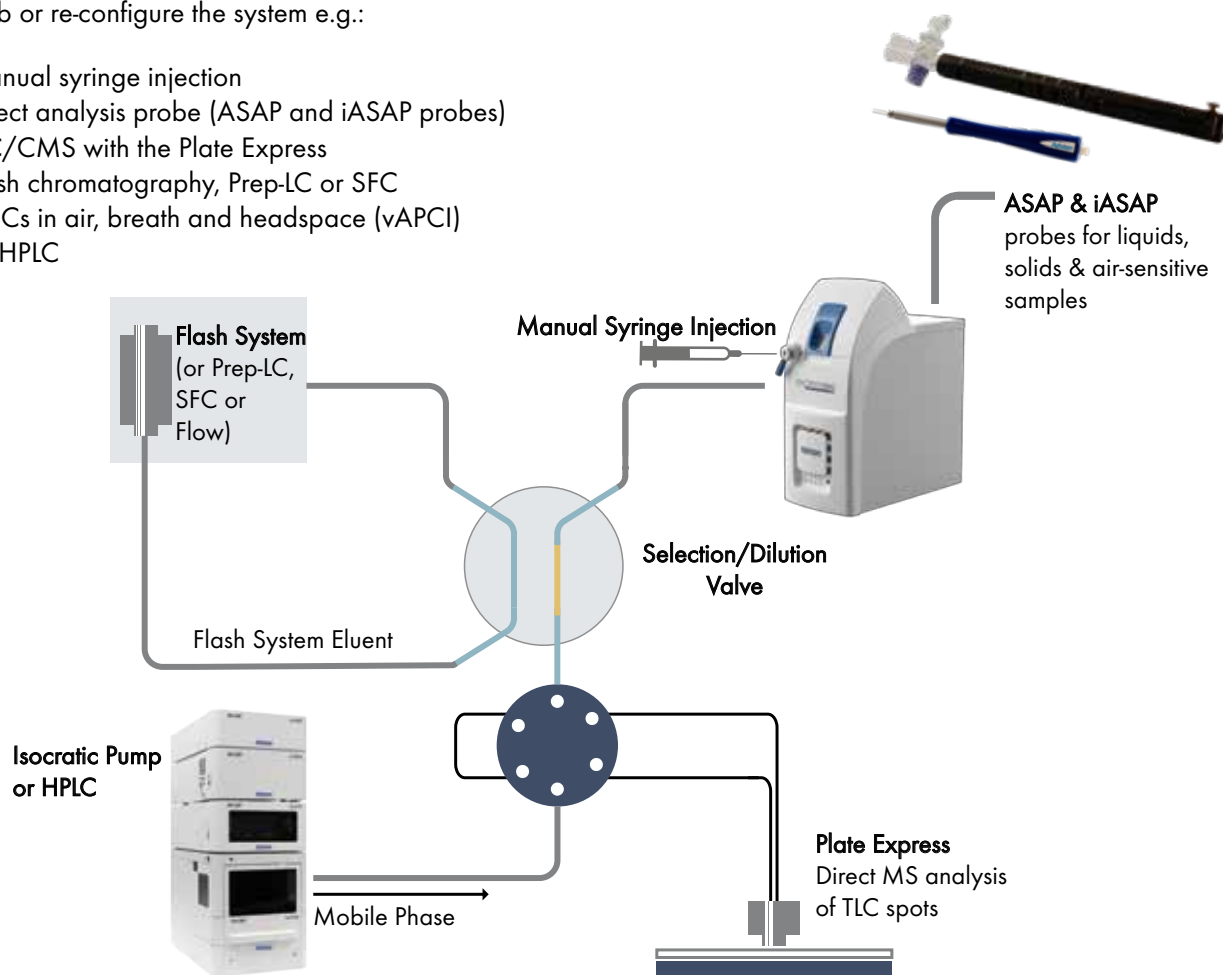 b or re-configure the system e.g.:
anual syringe injection
ect analysis probe (ASAP and iASAP probes)
C/CMS with the Plate Express
sh chromatography, Prep-LC or SFC
Cs in air, breath and headspace (vAPCI)
HPLC
ASAP & iASAP
probes for liquids,
solids & air-sensitive
samples
Manual Syringe Injection
Flash System
(or Prep-LC,
SFC or
Flow)
Selection/Dilution
Valve
Flash System Eluent
Isocratic Pump
or HPLC
Mobile Phase
Plate Express
Direct MS analysis
of TLC spots